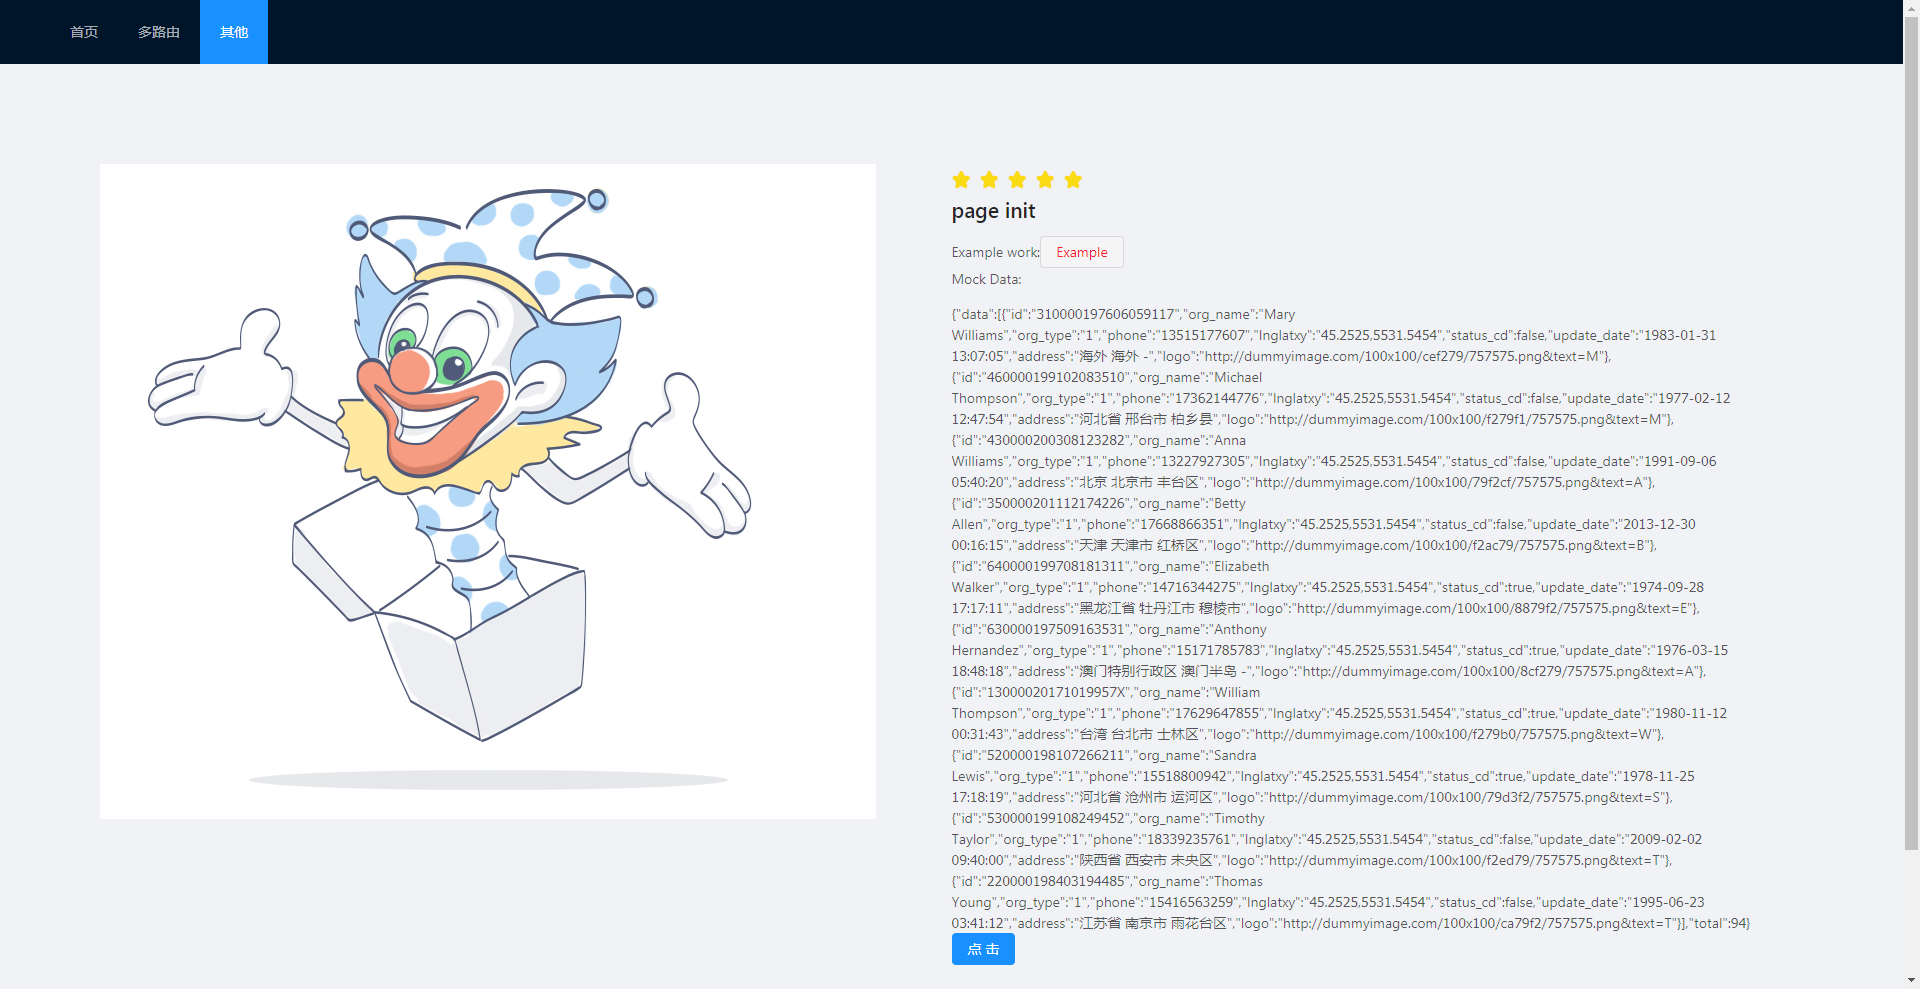 首页 多路由 其他
page init
Example work: Example
Mock Data:
{"data":[{"id":"310000197606059117","org_name":"Mary
Williams","org_type":"1","phone":"13515177607","lnglatxy":"45.2525,5531.5454","status_cd":false,"update_date":"1983-01-31
13:07:05","address":"海外 海外 -","logo":"http://dummyimage.com/100x100/cef279/757575.png&text=M"},
{"id":"460000199102083510","org_name":"Michael
Thompson","org_type":"1","phone":"17362144776","lnglatxy":"45.2525,5531.5454","status_cd":false,"update_date":"1977-02-12
12:47:54","address":"河北省 邢台市 柏乡县","logo":"http://dummyimage.com/100x100/f279f1/757575.png&text=M"},
{"id":"430000200308123282","org_name":"Anna
Williams","org_type":"1","phone":"13227927305","lnglatxy":"45.2525,5531.5454","status_cd":false,"update_date":"1991-09-06
05:40:20","address":"北京 北京市 丰台区","logo":"http://dummyimage.com/100x100/79f2cf/757575.png&text=A"},
{"id":"350000201112174226","org_name":"Betty
Allen","org_type":"1","phone":"17668866351","lnglatxy":"45.2525,5531.5454","status_cd":false,"update_date":"2013-12-30
00:16:15","address":"天津 天津市 红桥区","logo":"http://dummyimage.com/100x100/f2ac79/757575.png&text=B"},
{"id":"640000199708181311","org_name":"Elizabeth
Walker","org_type":"1","phone":"14716344275","lnglatxy":"45.2525,5531.5454","status_cd":true,"update_date":"1974-09-28
17:17:11","address":"黑龙江省 牡丹江市 穆棱市","logo":"http://dummyimage.com/100x100/8879f2/757575.png&text=E"},
{"id":"630000197509163531","org_name":"Anthony
Hernandez","org_type":"1","phone":"15171785783","lnglatxy":"45.2525,5531.5454","status_cd":true,"update_date":"1976-03-15
18:48:18","address":"澳门特别行政区 澳门半岛 -","logo":"http://dummyimage.com/100x100/8cf279/757575.png&text=A"},
{"id":"13000020171019957X","org_name":"William
Thompson","org_type":"1","phone":"17629647855","lnglatxy":"45.2525,5531.5454","status_cd":true,"update_date":"1980-11-12
00:31:43","address":"台湾 台北市 士林区","logo":"http://dummyimage.com/100x100/f279b0/757575.png&text=W"},
{"id":"520000198107266211","org_name":"Sandra
Lewis","org_type":"1","phone":"15518800942","lnglatxy":"45.2525,5531.5454","status_cd":true,"update_date":"1978-11-25
17:18:19","address":"河北省 沧州市 运河区","logo":"http://dummyimage.com/100x100/79d3f2/757575.png&text=S"},
{"id":"530000199108249452","org_name":"Timothy
Taylor","org_type":"1","phone":"18339235761","lnglatxy":"45.2525,5531.5454","status_cd":false,"update_date":"2009-02-02
09:40:00","address":"陕西省 西安市 未央区","logo":"http://dummyimage.com/100x100/f2ed79/757575.png&text=T"},
{"id":"220000198403194485","org_name":"Thomas
Young","org_type":"1","phone":"15416563259","lnglatxy":"45.2525,5531.5454","status_cd":false,"update_date":"1995-06-23
03:41:12","address":"江苏省 南京市 雨花台区","logo":"http://dummyimage.com/100x100/ca79f2/757575.png&text=T"}],"total":94}
点 击